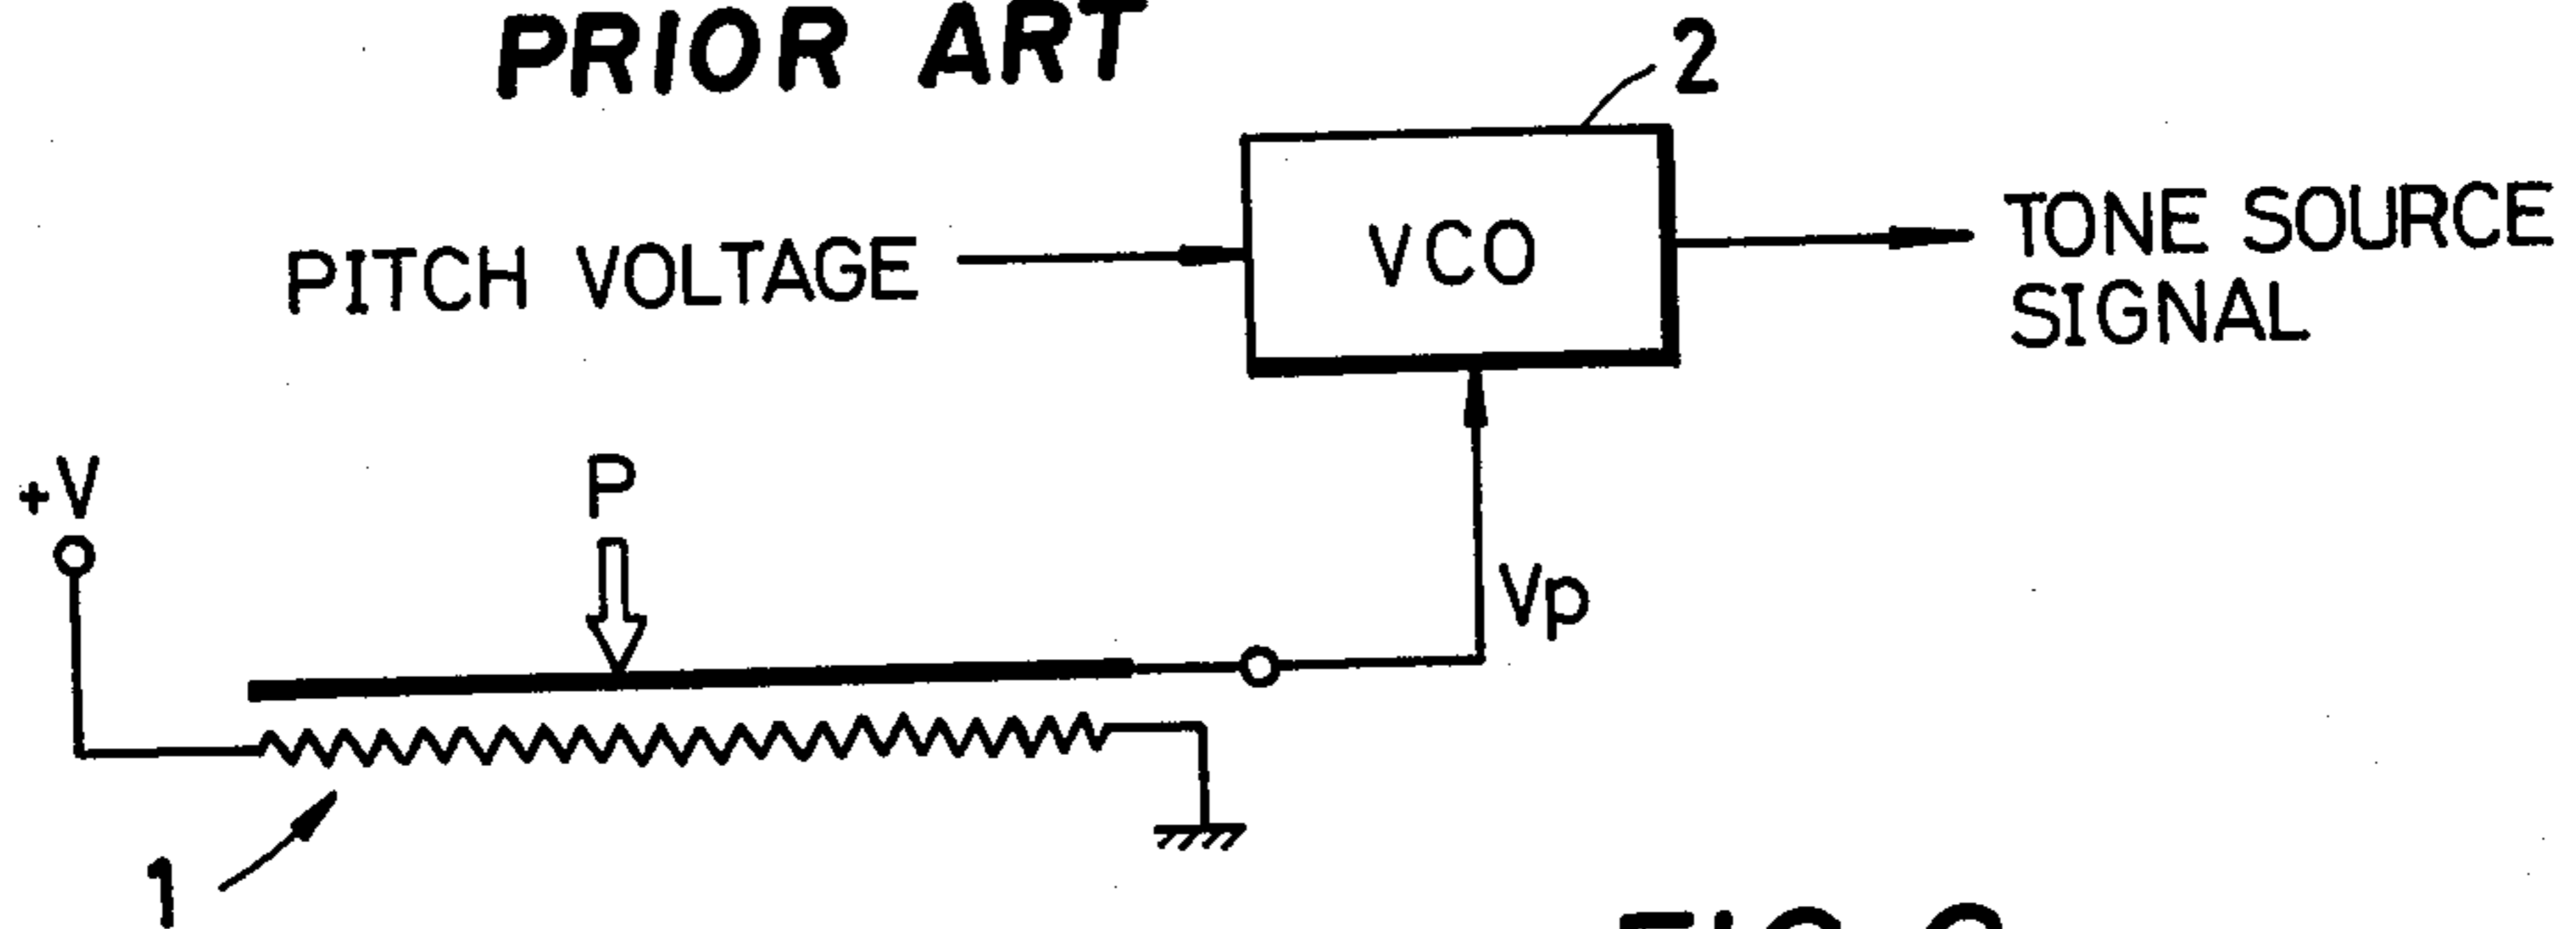 PRIOR ART
2
PITCH VOLTAGE
VCO
TONE SOURCE
SIGNAL
+V
P
Vp
1